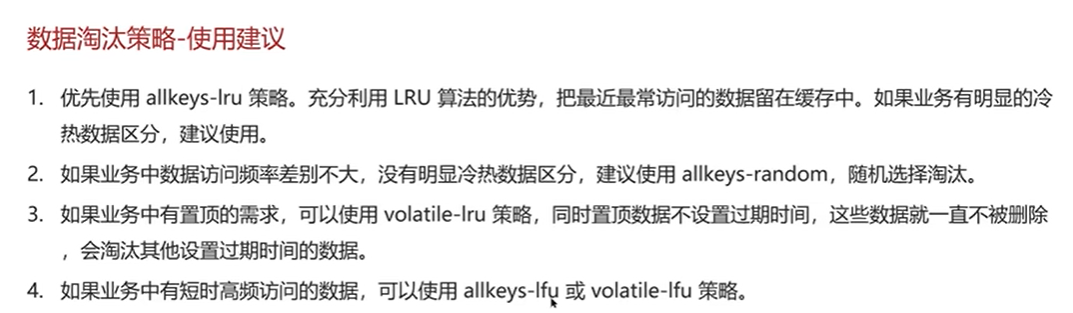 数据淘汰策略-使用建议
1. 优先使用 allkeys-lru 策略。充分利用 LRU 算法的优势，把最近最常访问的数据留在缓存中。如果业务有明显的冷
热数据区分，建议使用。
2. 如果业务中数据访问频率差别不大，没有明显冷热数据区分，建议使用 allkeys-random，随机选择淘汰。
3. 如果业务中有置顶的需求，可以使用 volatile-lru 策略，同时置顶数据不设置过期时间，这些数据就一直不被删除
，会淘汰其他设置过期时间的数据。
4. 如果业务中有短时高频访问的数据，可以使用 allkeys-lfu 或 volatile-lfu 策略。